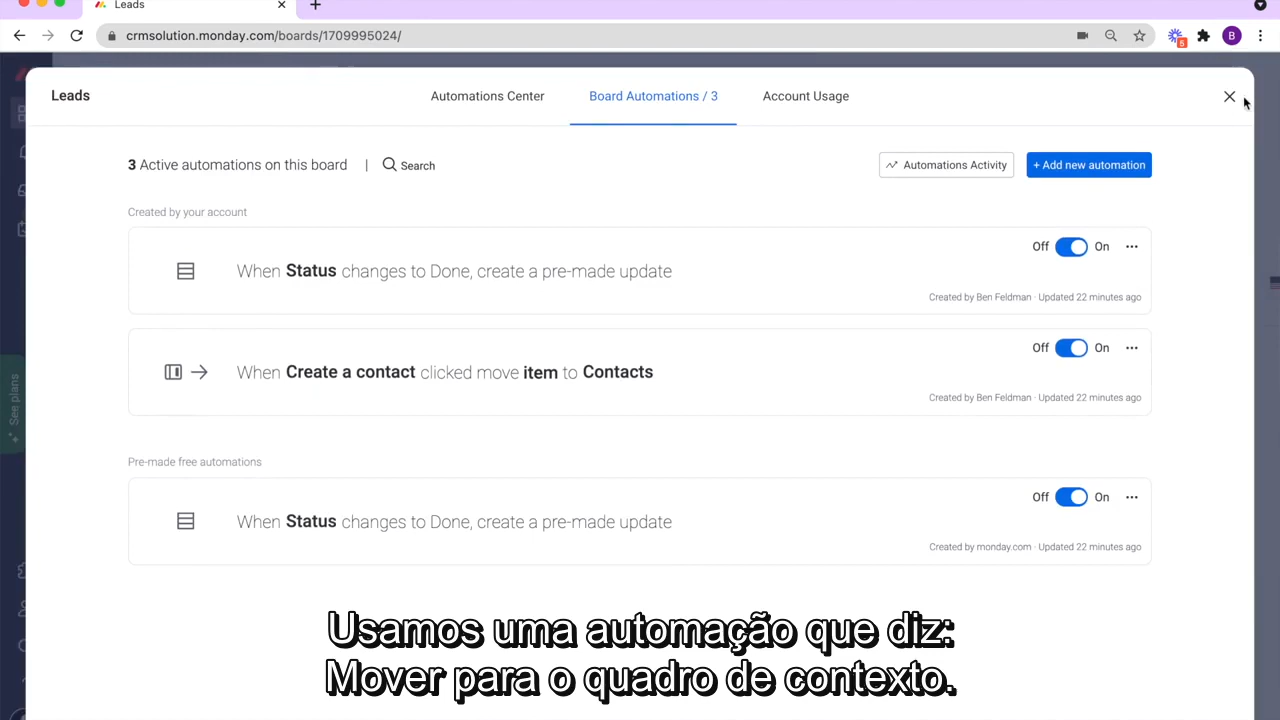 Leads
crmsolution.monday.com/boards/1709995024/
5
B
Leads
Automations Center
Board Automations / 3
Account Usage
3 Active automations on this board | Search
Automations Activity
+ Add new automation
Created by your account
Off On
When Status changes to Done, create a pre-made update
Created by Ben Feldman · Updated 22 minutes ago
Off On
When Create a contact clicked move item to Contacts
Created by Ben Feldman · Updated 22 minutes ago
See plans
Pre-made free automations
Off On
When Status changes to Done, create a pre-made update
Created by monday.com · Updated 22 minutes ago
Usamos uma automação que diz:
Mover para o quadro de contexto.